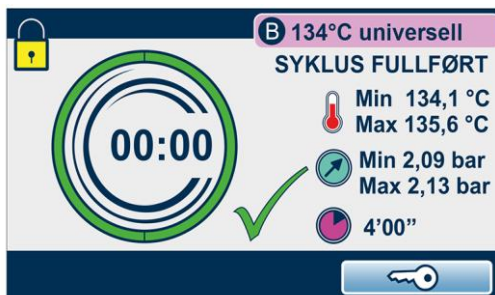 B 134°C universell
SYKLUS FULLFØRT
00:00
Min 134,1 °C
Max 135,6 °C
Min 2,09 bar
Max 2,13 bar
4’00”